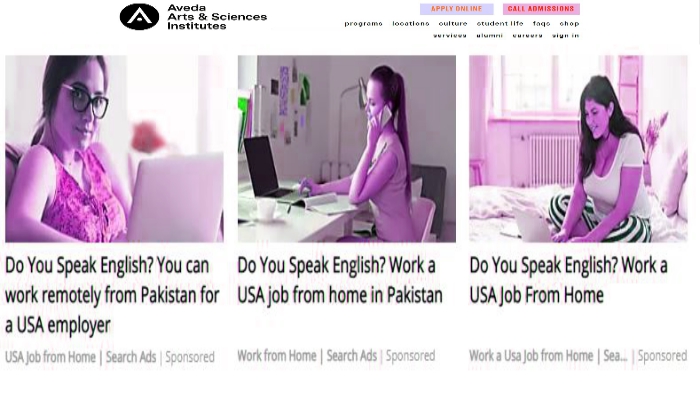 Aveda
Arts & Sciences
Institutes
APPLY ONLINE
CALL ADMISSIONS
programs locations culture student life faqs shop
services alumni careers sign in
Do You Speak English? You can
work remotely from Pakistan for
a USA employer
USA Job from Home | Search Ads | Sponsored
Do You Speak English? Work a
USA job from home in Pakistan
Work from Home | Search Ads | Sponsored
Do You Speak English? Work a
USA Job From Home
Work a Usa Job from Home | Sea... | Sponsored